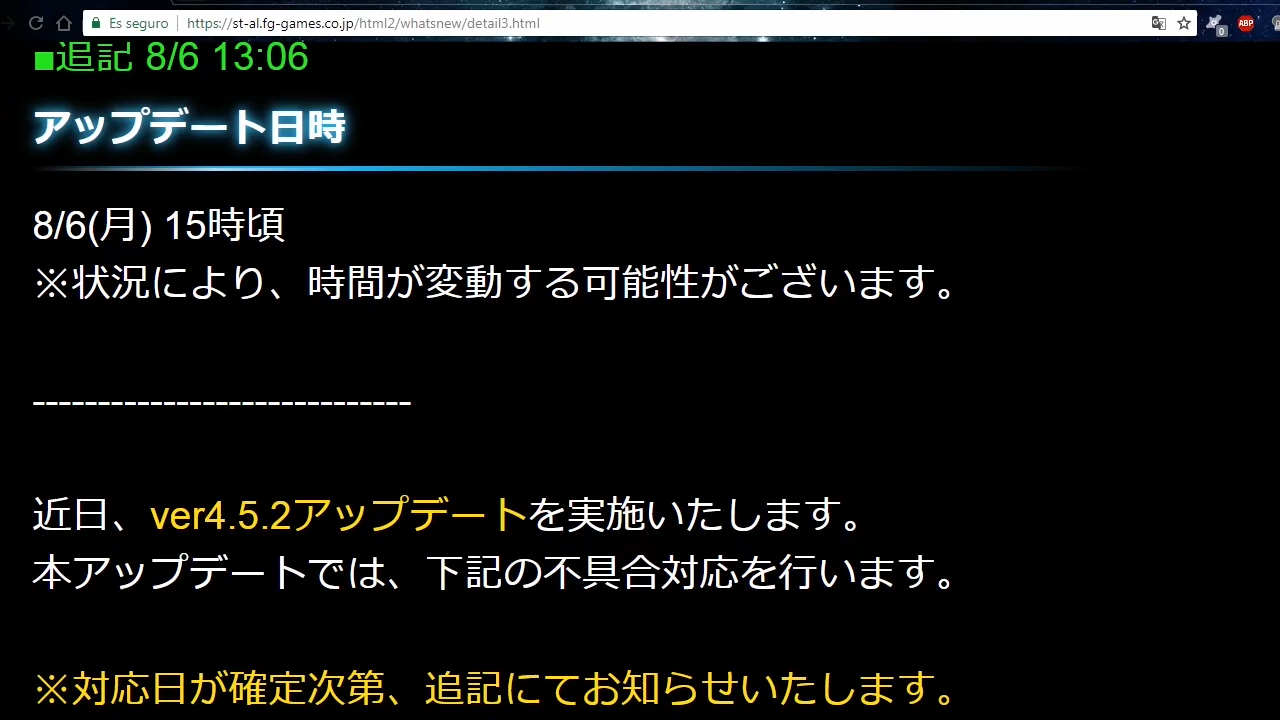 Es seguro https://st-al.fg-games.co.jp/html2/whatsnew/detail3.html
ABP
0
■追記 8/6 13:06
アップデート日時
8/6(月) 15時頃
※状況により、時間が変動する可能性がございます。
-----------------------------
近日、ver4.5.2アップデートを実施いたします。
本アップデートでは、下記の不具合対応を行います。
※対応日が確定次第、追記にてお知らせいたします。